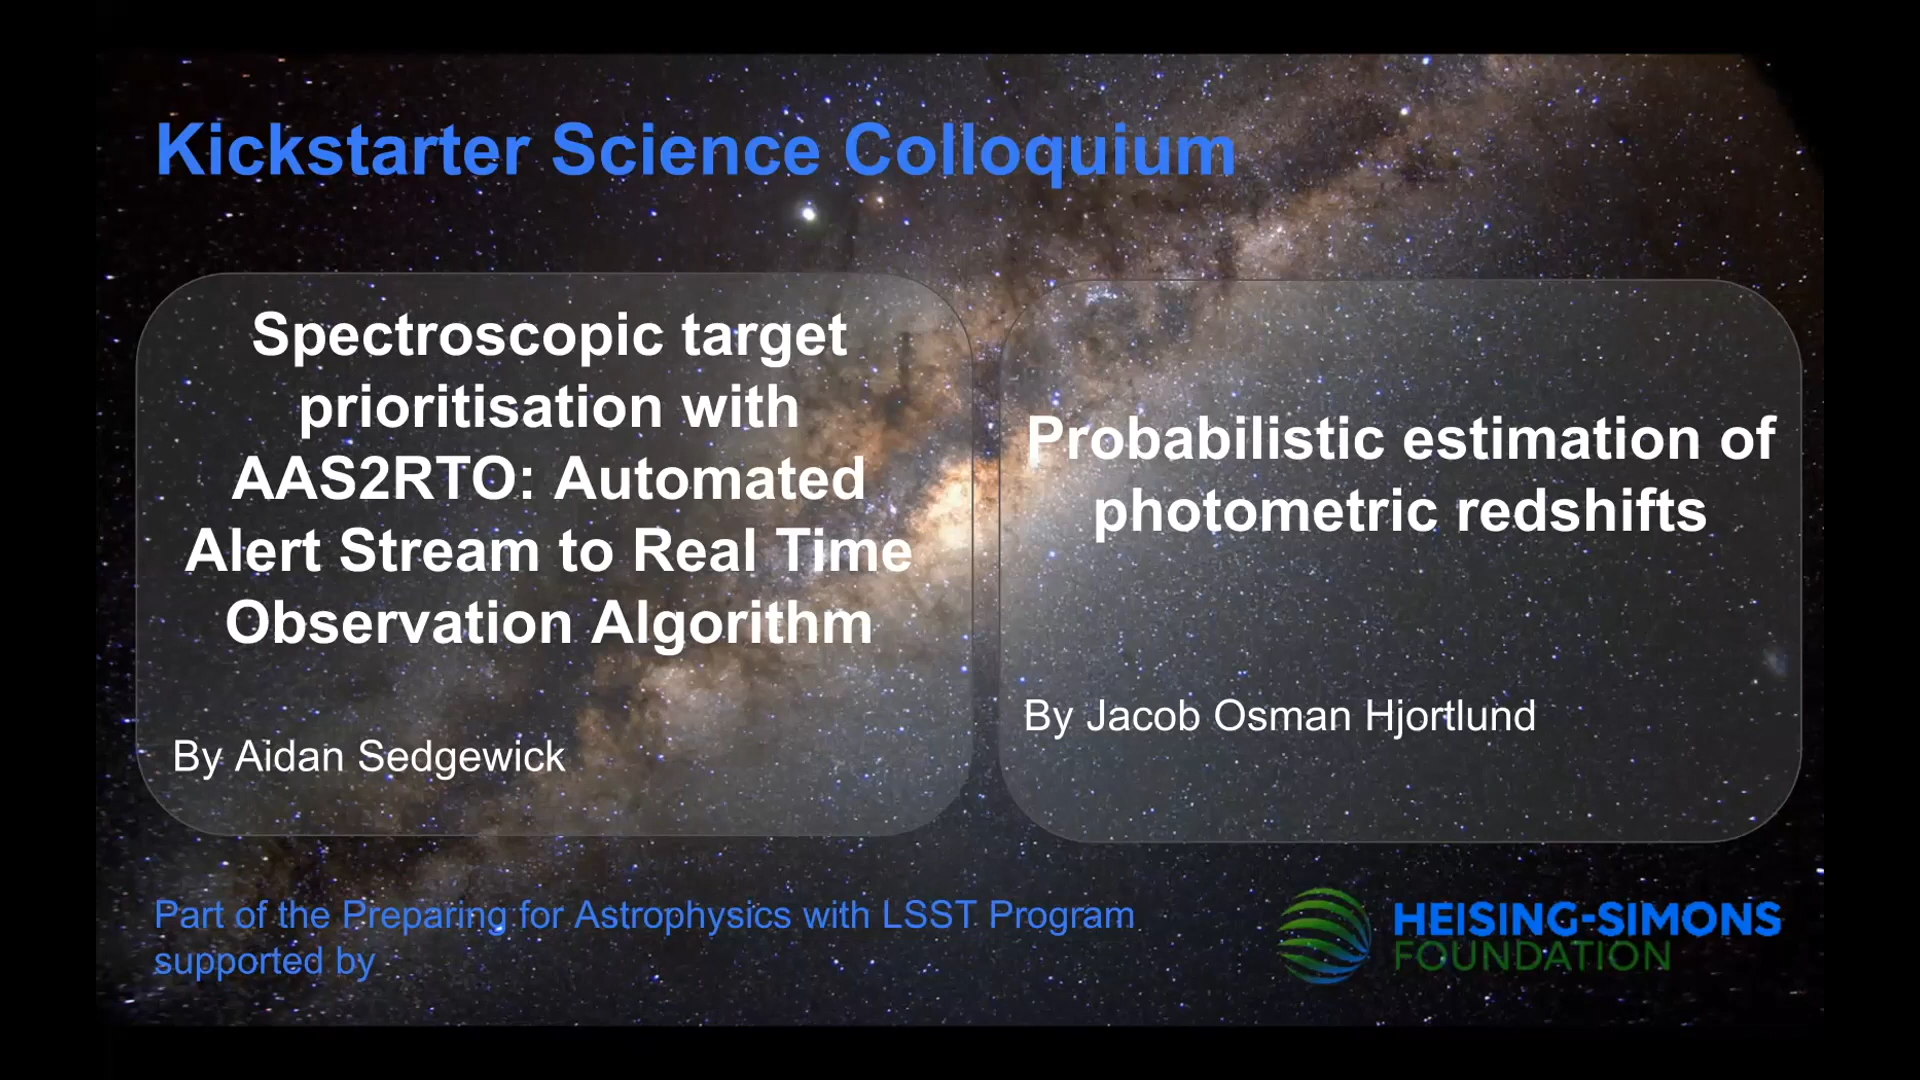 Kickstarter Science Colloquium
Spectroscopic target
prioritisation with
AAS2RTO: Automated
Alert Stream to Real Time
Observation Algorithm
By Aidan Sedgewick
Probabilistic estimation of
photometric redshifts
By Jacob Osman Hjortlund
Part of the Preparing for Astrophysics with LSST Program
supported by
HEISING-SIMONS
FOUNDATION